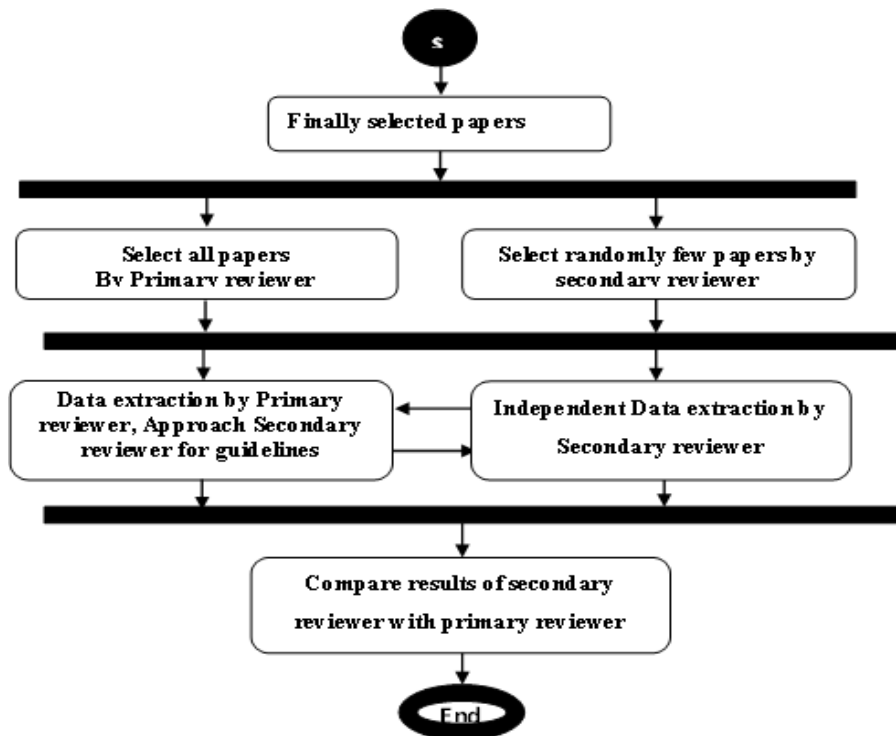 s
Finally selected papers
Select all papers
By Primary reviewer
Select randomly few papers by
secondary reviewer
Data extraction by Primary
reviewer, Approach Secondary
reviewer for guidelines
Independent Data extraction by
Secondary reviewer
Compare results of secondary
reviewer with primary reviewer
End